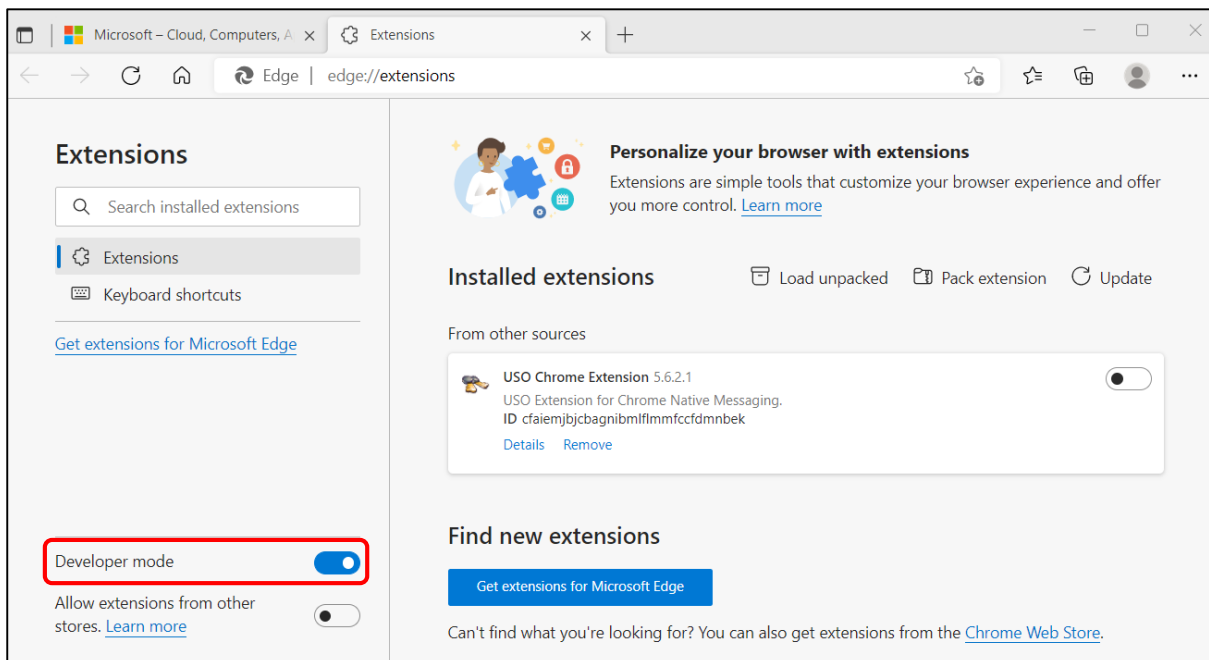 Microsoft – Cloud, Computers, A
Extensions
Edge
edge://extensions
Extensions
Search installed extensions
Extensions
Keyboard shortcuts
Get extensions for Microsoft Edge
Developer mode
Allow extensions from other
stores. Learn more
Personalize your browser with extensions
Extensions are simple tools that customize your browser experience and offer
you more control. Learn more
Installed extensions
Load unpacked
Pack extension
Update
From other sources
USO Chrome Extension 5.6.2.1
USO Extension for Chrome Native Messaging.
ID cfaiemjbjcbagnibmlflmmfccfdmnbek
Details Remove
Find new extensions
Get extensions for Microsoft Edge
Can't find what you're looking for? You can also get extensions from the Chrome Web Store.